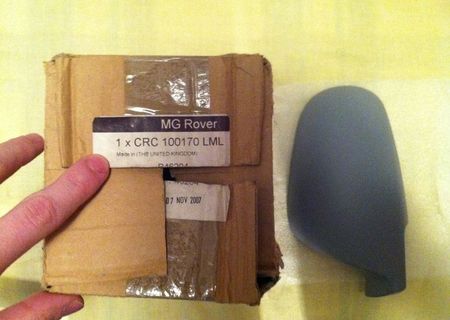 MG Rover
1 x CRC 100170 LML
Made in (THE UNITED KINGDOM)
07 NOV 2007